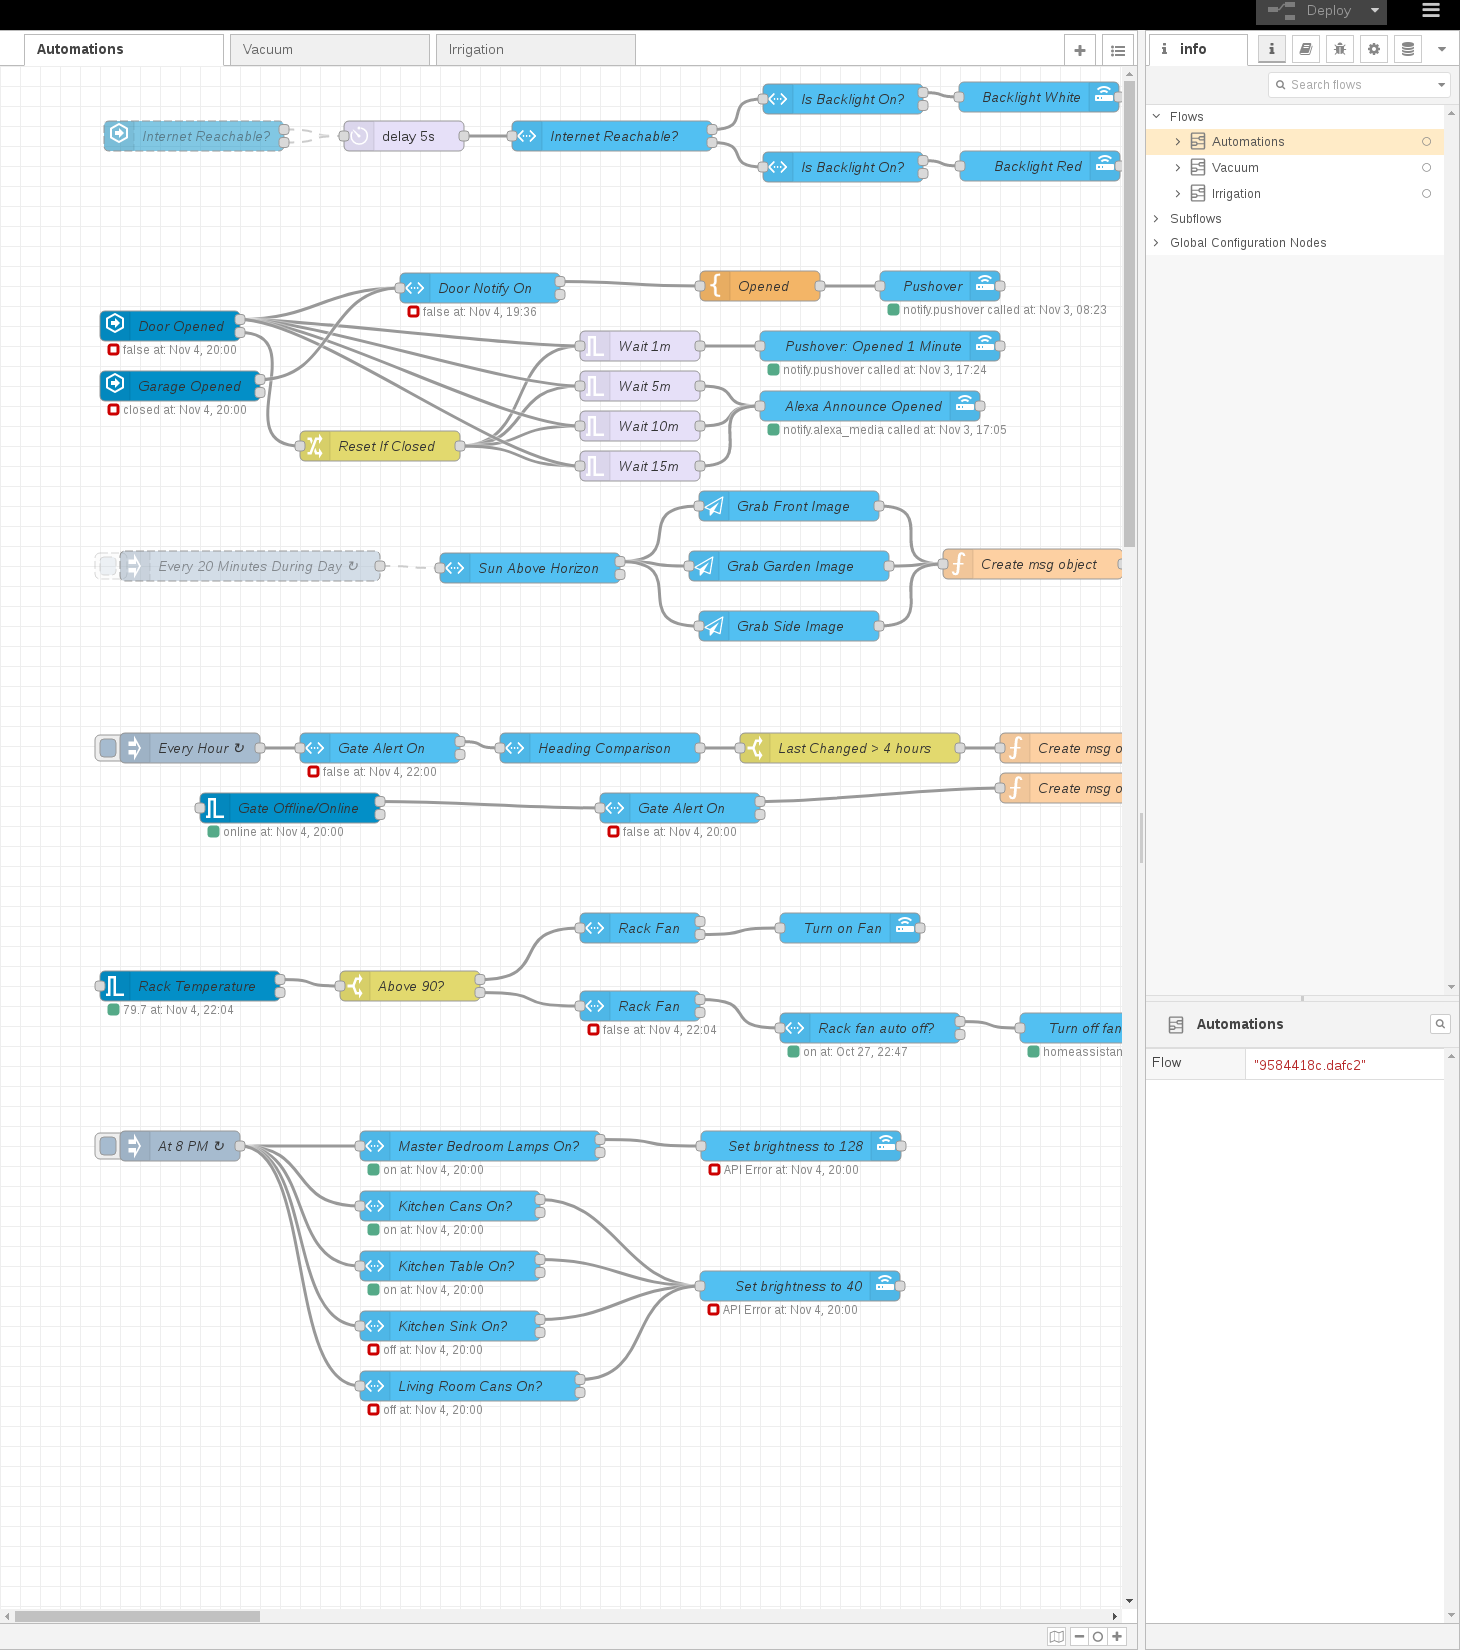 Deploy
Automations
Vacuum
Irrigation
info
Search flows
Flows
Automations
Vacuum
Irrigation
Subflows
Global Configuration Nodes
Is Backlight On?
Backlight White
Internet Reachable?
delay 5s
Internet Reachable?
Is Backlight On?
Backlight Red
Door Notify On
false at: Nov 4, 19:36
Opened
Pushover
notify.pushover called at: Nov 3, 08:23
Door Opened
false at: Nov 4, 20:00
Wait 1m
Pushover: Opened 1 Minute
notify.pushover called at: Nov 3, 17:24
Garage Opened
closed at: Nov 4, 20:00
Wait 5m
Alexa Announce Opened
notify.alexa_media called at: Nov 3, 17:05
Wait 10m
Reset If Closed
Wait 15m
Grab Front Image
Every 20 Minutes During Day ↻
Sun Above Horizon
Grab Garden Image
Create msg object
Grab Side Image
Every Hour ↻
Gate Alert On
false at: Nov 4, 22:00
Heading Comparison
Last Changed > 4 hours
Create msg o
Create msg o
Gate Offline/Online
online at: Nov 4, 20:00
Gate Alert On
false at: Nov 4, 20:00
Rack Fan
Turn on Fan
Rack Temperature
79.7 at: Nov 4, 22:04
Above 90?
Rack Fan
false at: Nov 4, 22:04
Rack fan auto off?
on at: Oct 27, 22:47
Turn off fan
homeassistan
At 8 PM ↻
Master Bedroom Lamps On?
on at: Nov 4, 20:00
Set brightness to 128
API Error at: Nov 4, 20:00
Kitchen Cans On?
on at: Nov 4, 20:00
Kitchen Table On?
on at: Nov 4, 20:00
Set brightness to 40
API Error at: Nov 4, 20:00
Kitchen Sink On?
off at: Nov 4, 20:00
Living Room Cans On?
off at: Nov 4, 20:00
Automations
Flow
"9584418c.dafc2"